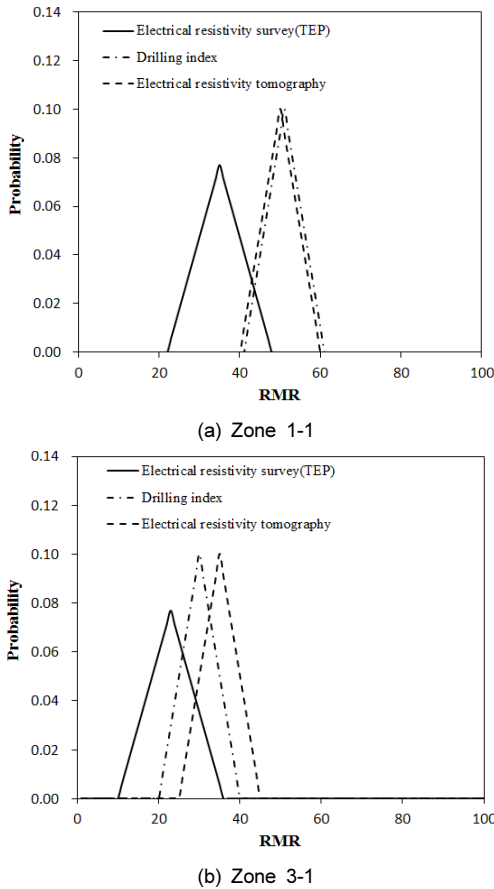 0.14
0.12
0.10
0.08
0.06
0.04
0.02
0.00
Probability
Electrical resistivity survey(TEP)
Drilling index
Electrical resistivity tomography
0 20 40 60 80 100
RMR
(a) Zone 1-1
0.14
0.12
0.10
0.08
0.06
0.04
0.02
0.00
Probability
Electrical resistivity survey(TEP)
Drilling index
Electrical resistivity tomography
0 20 40 60 80 100
RMR
(b) Zone 3-1